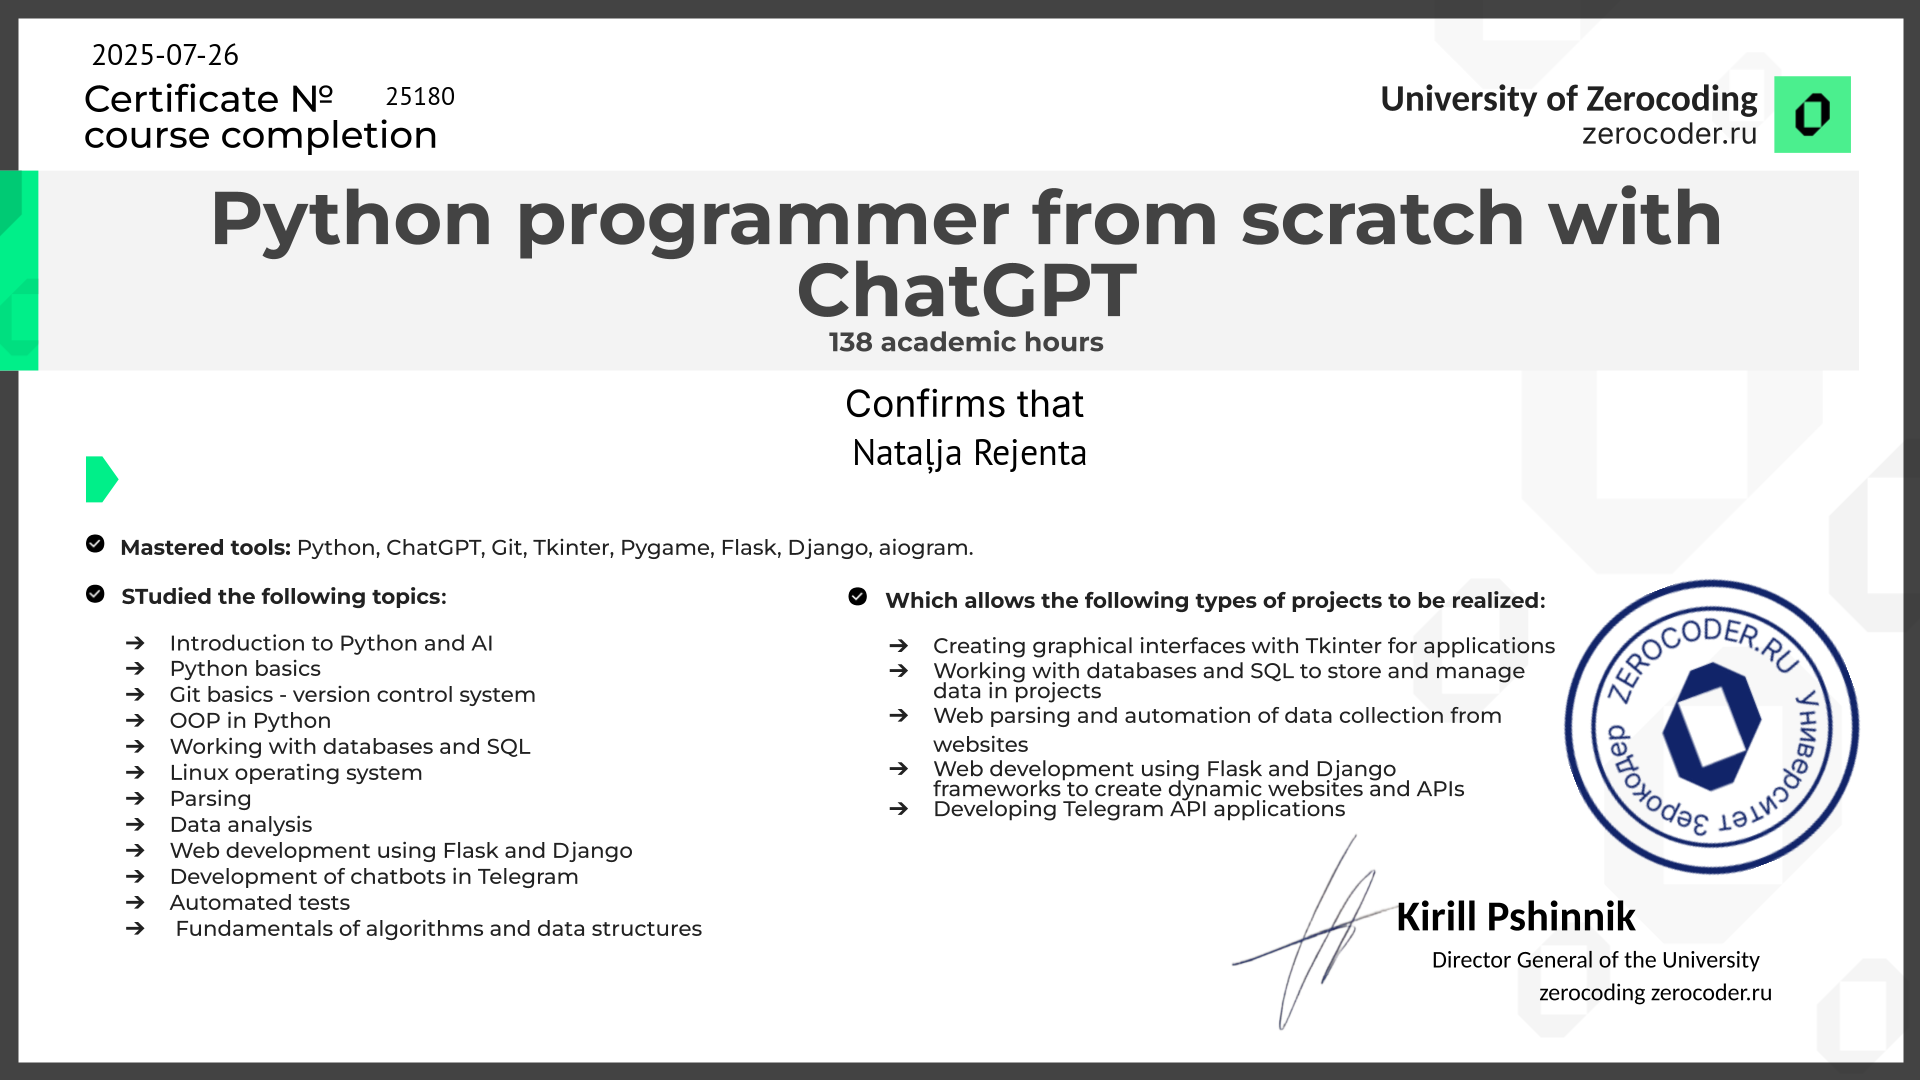 2025-07-26
Certificate Nº 25180
course completion
University of Zerocoding
zerocoder.ru
Python programmer from scratch with
ChatGPT
138 academic hours
Confirms that
Nataļja Rejenta
Mastered tools: Python, ChatGPT, Git, Tkinter, Pygame, Flask, Django, aiogram.
STudied the following topics:
➔ Introduction to Python and AI
➔ Python basics
➔ Git basics - version control system
➔ OOP in Python
➔ Working with databases and SQL
➔ Linux operating system
➔ Parsing
➔ Data analysis
➔ Web development using Flask and Django
➔ Development of chatbots in Telegram
➔ Automated tests
➔ Fundamentals of algorithms and data structures
Which allows the following types of projects to be realized:
➔ Creating graphical interfaces with Tkinter for applications
➔ Working with databases and SQL to store and manage
data in projects
➔ Web parsing and automation of data collection from
websites
➔ Web development using Flask and Django
frameworks to create dynamic websites and APIs
➔ Developing Telegram API applications
ZEROCODER.RU
Университет Зерокодер
Kirill Pshinnik
Director General of the University
zerocoding zerocoder.ru